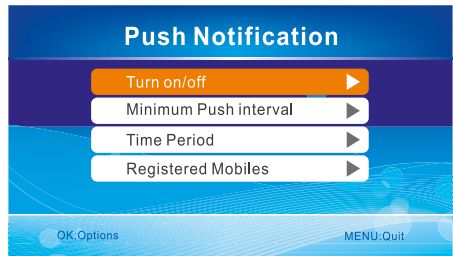 Push Notification
Turn on/off
Minimum Push interval
Time Period
Registered Mobiles
OK:Options MENU:Quit